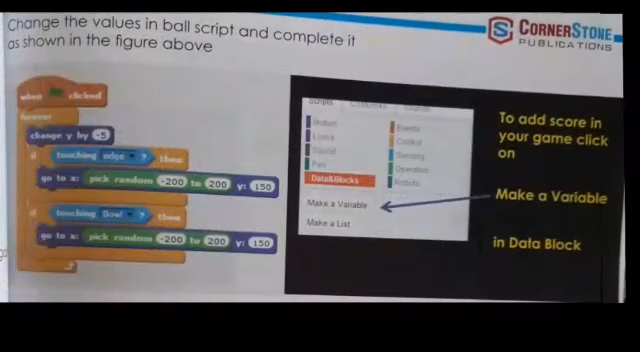 Change the values in ball script and complete it
as shown in the figure above
CORNERSTONE
PUBLICATIONS
when clicked
forever
change y by -5
if touching edge ? then
go to x: pick random -200 to 200 y: 150
if touching Bowl ? then
go to x: pick random -200 to 200 y: 150
Scripts Costumes Sounds
Motion Events
Looks Control
Sound Sensing
Pen Operators
Data&Blocks Robots
Make a Variable
Make a List
To add score in
your game click
on
Make a Variable
in Data Block